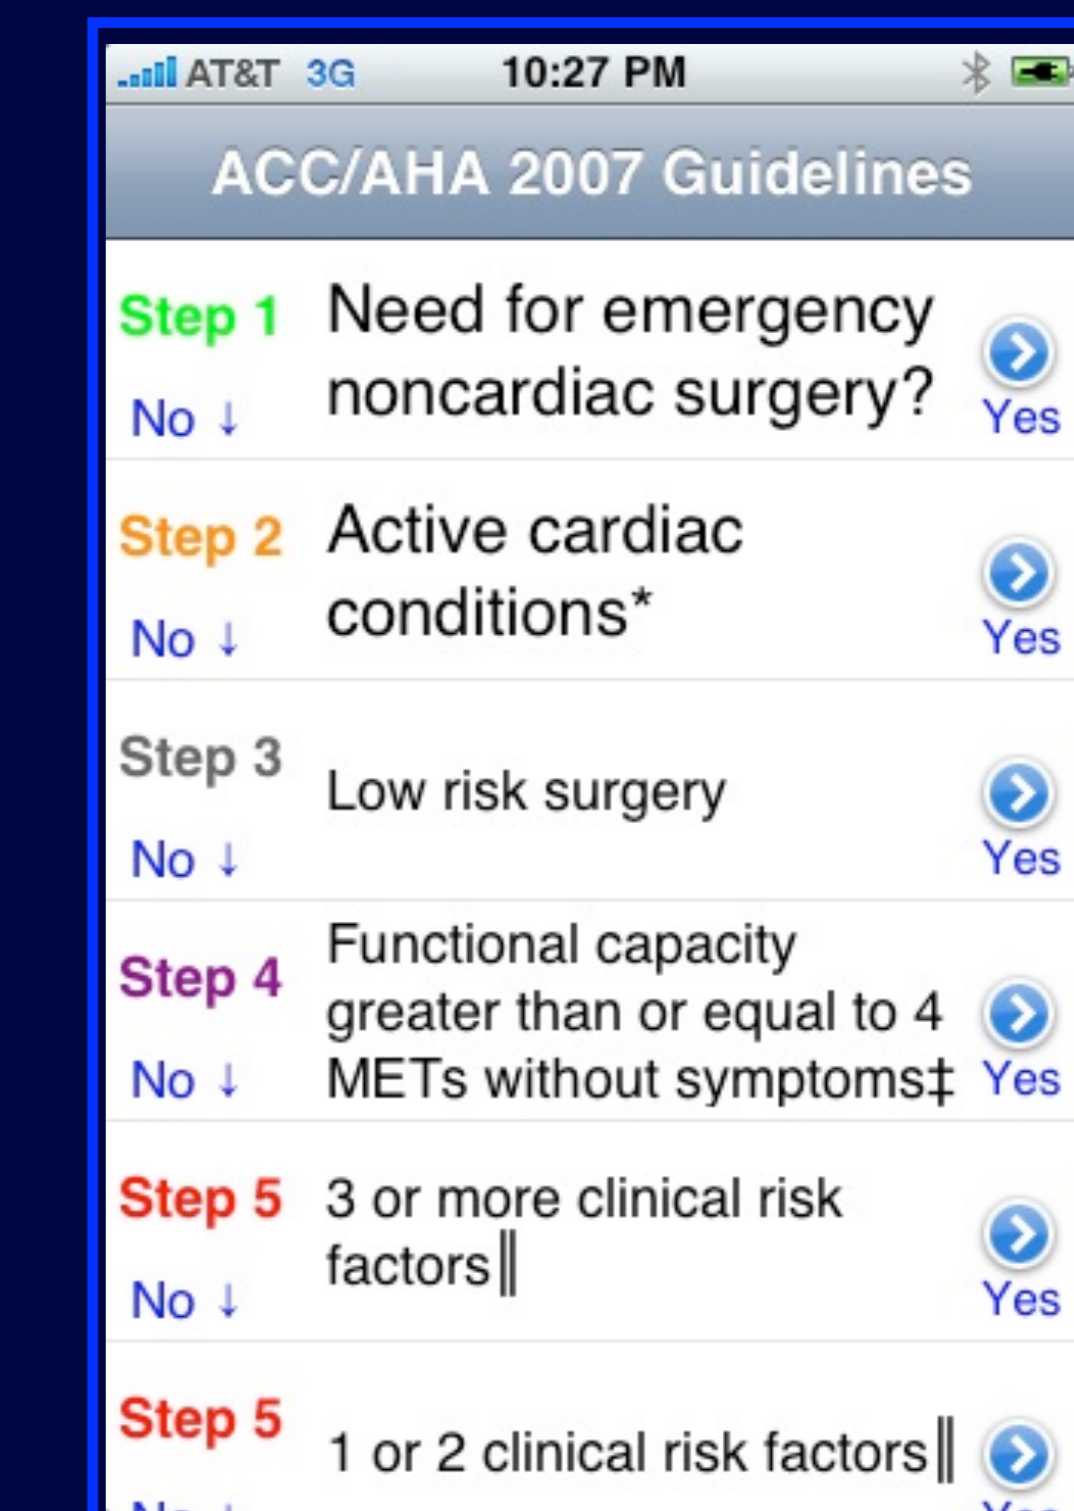 AT&T 3G 10:27 PM
ACC/AHA 2007 Guidelines
Step 1 Need for emergency
noncardiac surgery?
No ↓ Yes
Step 2 Active cardiac
conditions*
No ↓ Yes
Step 3
Low risk surgery
No ↓ Yes
Functional capacity
Step 4 greater than or equal to 4
No ↓ METs without symptoms‡ Yes
Step 5 3 or more clinical risk
factors‖
No ↓ Yes
Step 5
1 or 2 clinical risk factors‖
No ↓ Yes